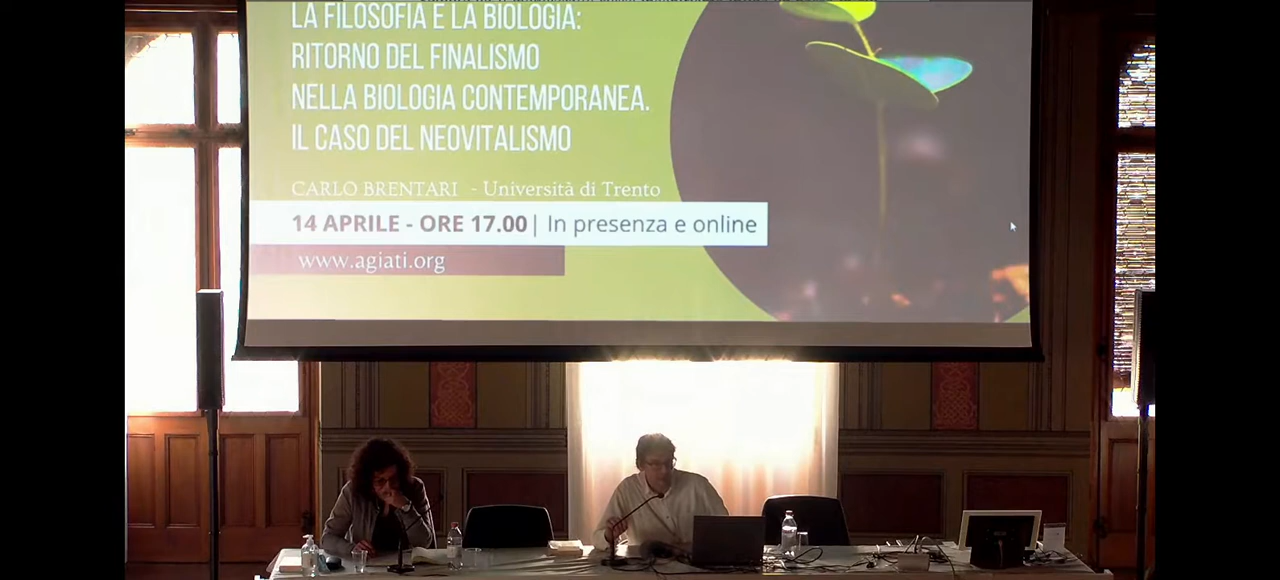 LA FILOSOFIA E LA BIOLOGIA:
RITORNO DEL FINALISMO
NELLA BIOLOGIA CONTEMPORANEA.
IL CASO DEL NEOVITALISMO
CARLO BRENTARI - Università di Trento
14 APRILE - ORE 17.00| In presenza e online
www.agiati.org